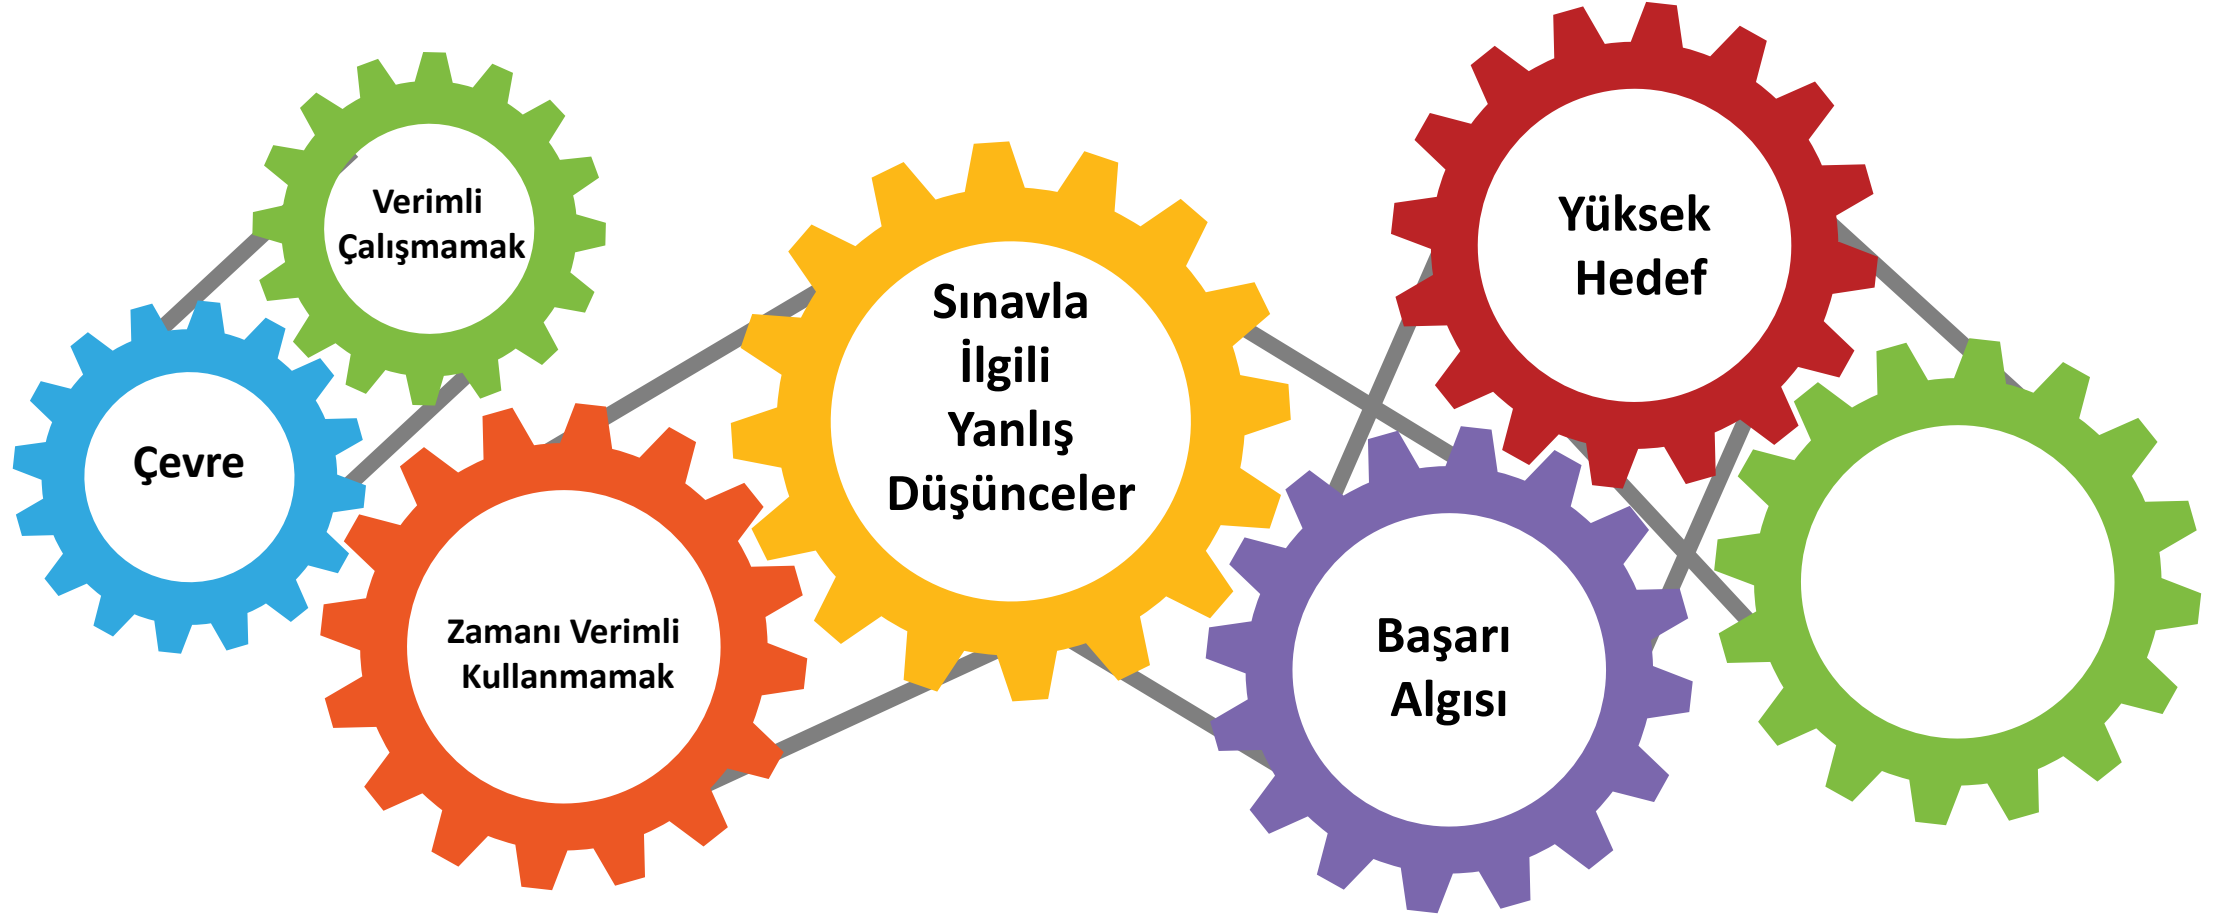 Verimli
Çalışmamak
Çevre
Zamanı Verimli
Kullanmamak
Sınavla
İlgili
Yanlış
Düşünceler
Başarı
Algısı
Yüksek
Hedef